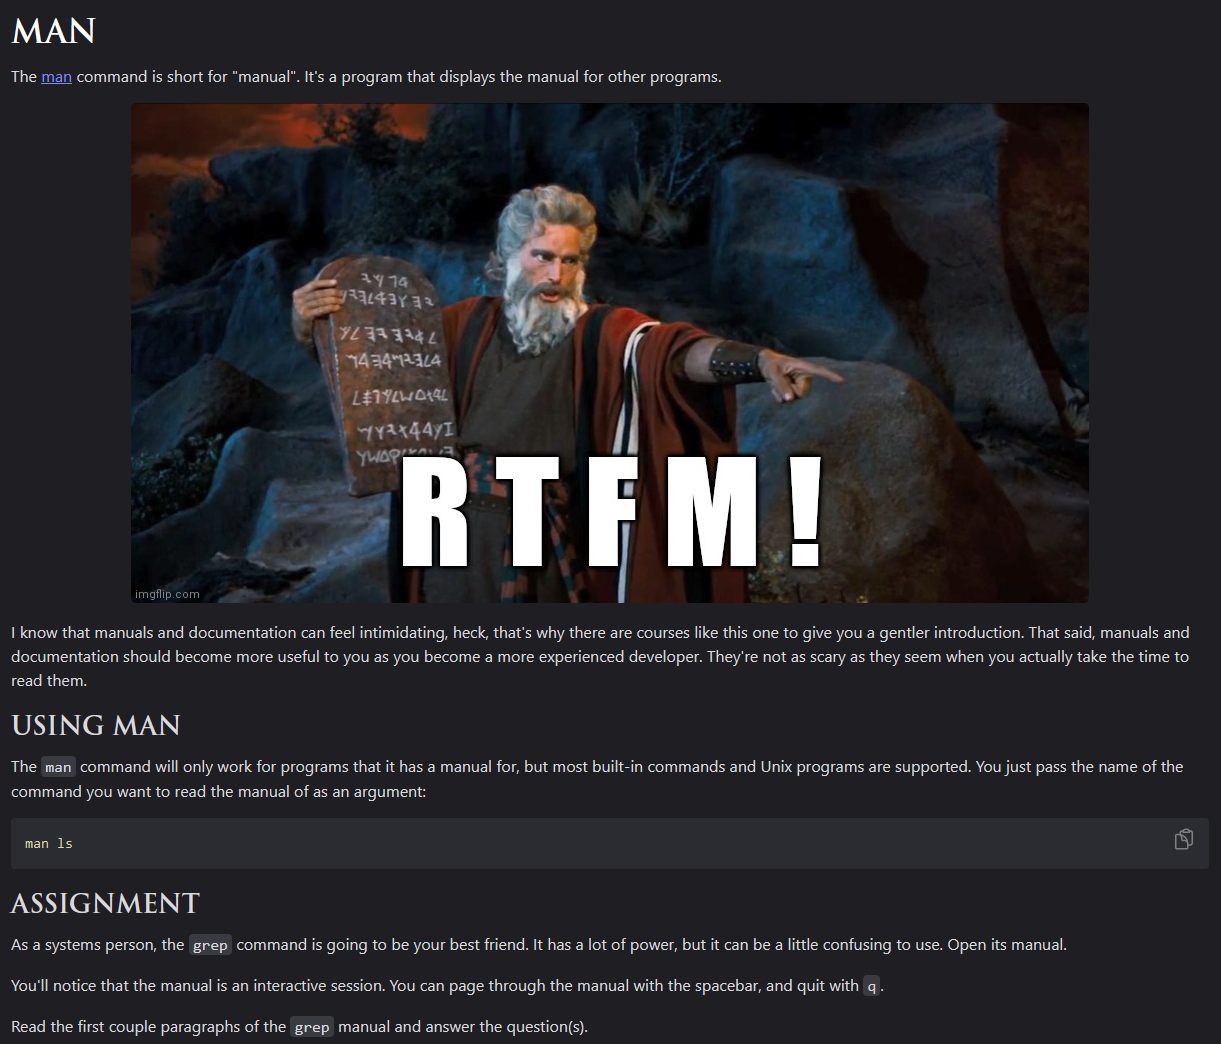 MAN
The man command is short for "manual". It's a program that displays the manual for other programs.
R T F M !
imgflip.com
I know that manuals and documentation can feel intimidating, heck, that's why there are courses like this one to give you a gentler introduction. That said, manuals and
documentation should become more useful to you as you become a more experienced developer. They're not as scary as they seem when you actually take the time to
read them.
USING MAN
The man command will only work for programs that it has a manual for, but most built-in commands and Unix programs are supported. You just pass the name of the
command you want to read the manual of as an argument:
man ls
ASSIGNMENT
As a systems person, the grep command is going to be your best friend. It has a lot of power, but it can be a little confusing to use. Open its manual.
You'll notice that the manual is an interactive session. You can page through the manual with the spacebar, and quit with q.
Read the first couple paragraphs of the grep manual and answer the question(s).